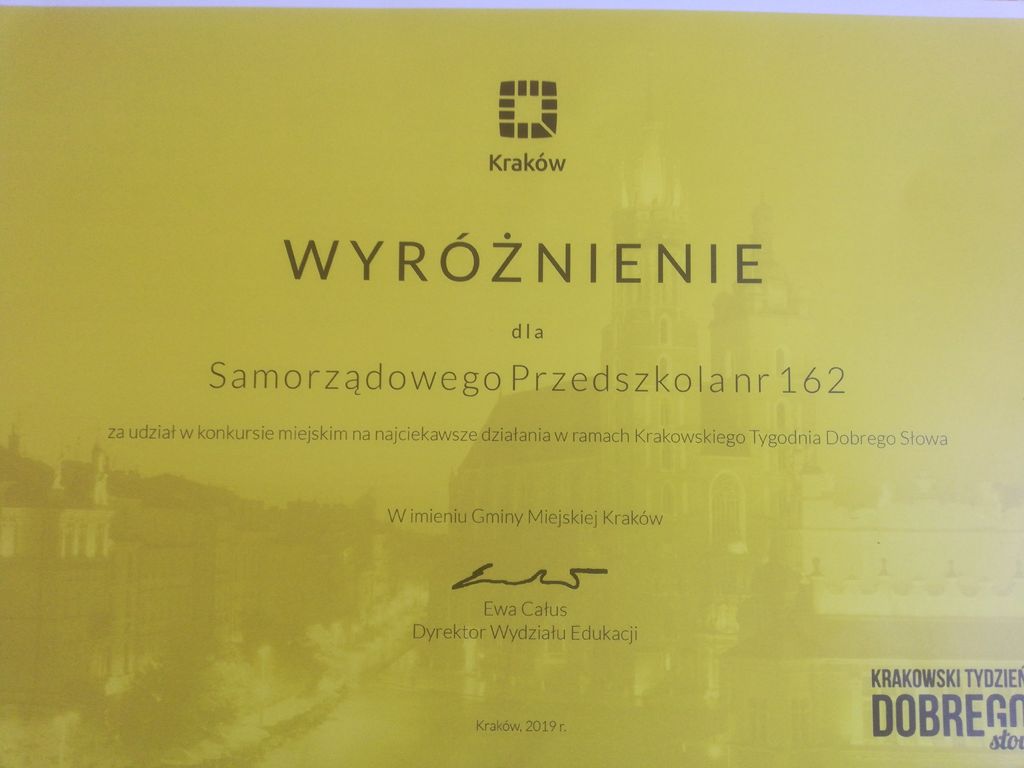 Kraków
WYRÓŻNIENIE
dla
Samorządowego Przedszkola nr 162
za udział w konkursie miejskim na najciekawsze działania w ramach Krakowskiego Tygodnia Dobrego Słowa
W imieniu Gminy Miejskiej Kraków
Ewa Całus
Dyrektor Wydziału Edukacji
Kraków, 2019 r.
KRAKOWSKI TYDZIEŃ
DOBREGO